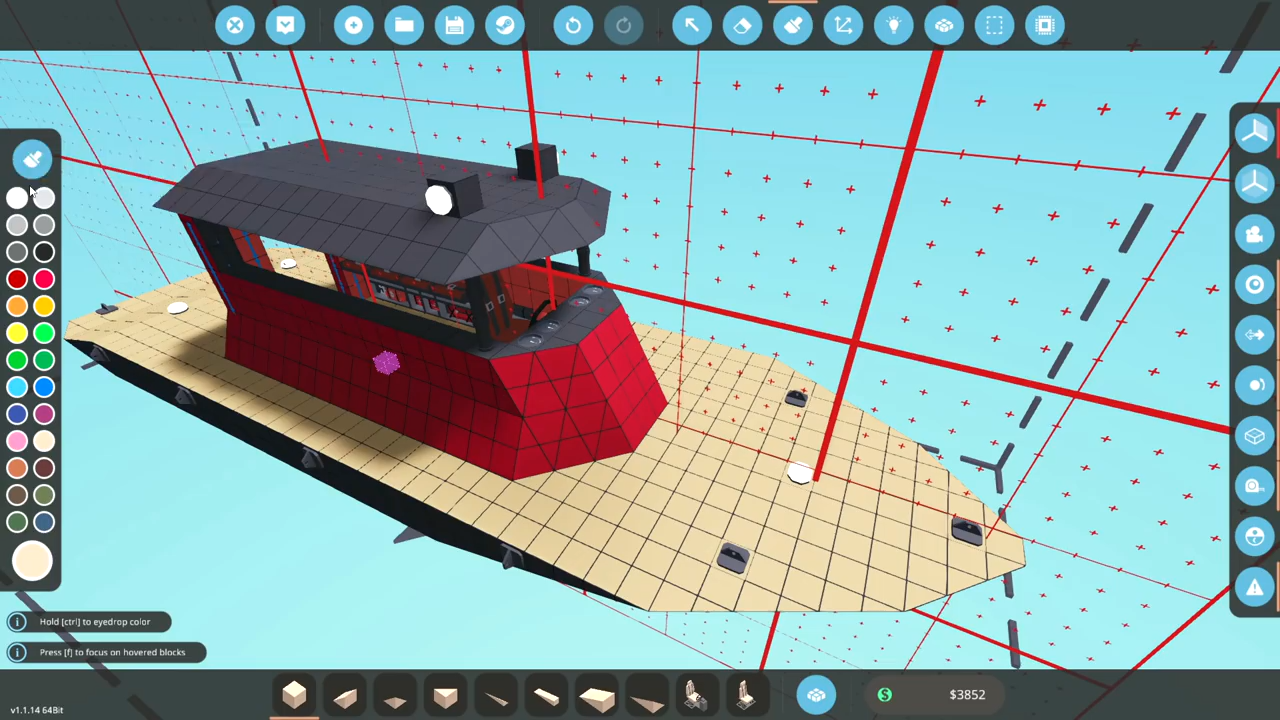 Hold [ctrl] to eyedrop color
Press [f] to focus on hovered blocks
$ $3852
v1.1.14 64Bit